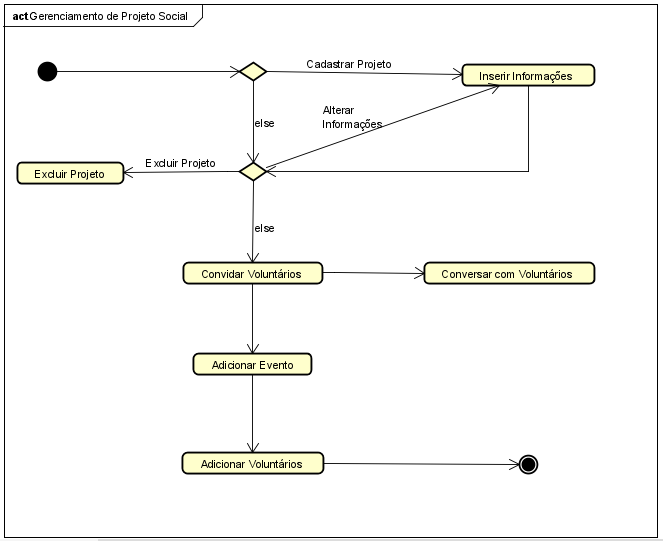 act Gerenciamento de Projeto Social
Cadastrar Projeto
Inserir Informações
Alterar
Informações
else
Excluir Projeto
Excluir Projeto
else
Convidar Voluntários
Conversar com Voluntários
Adicionar Evento
Adicionar Voluntários